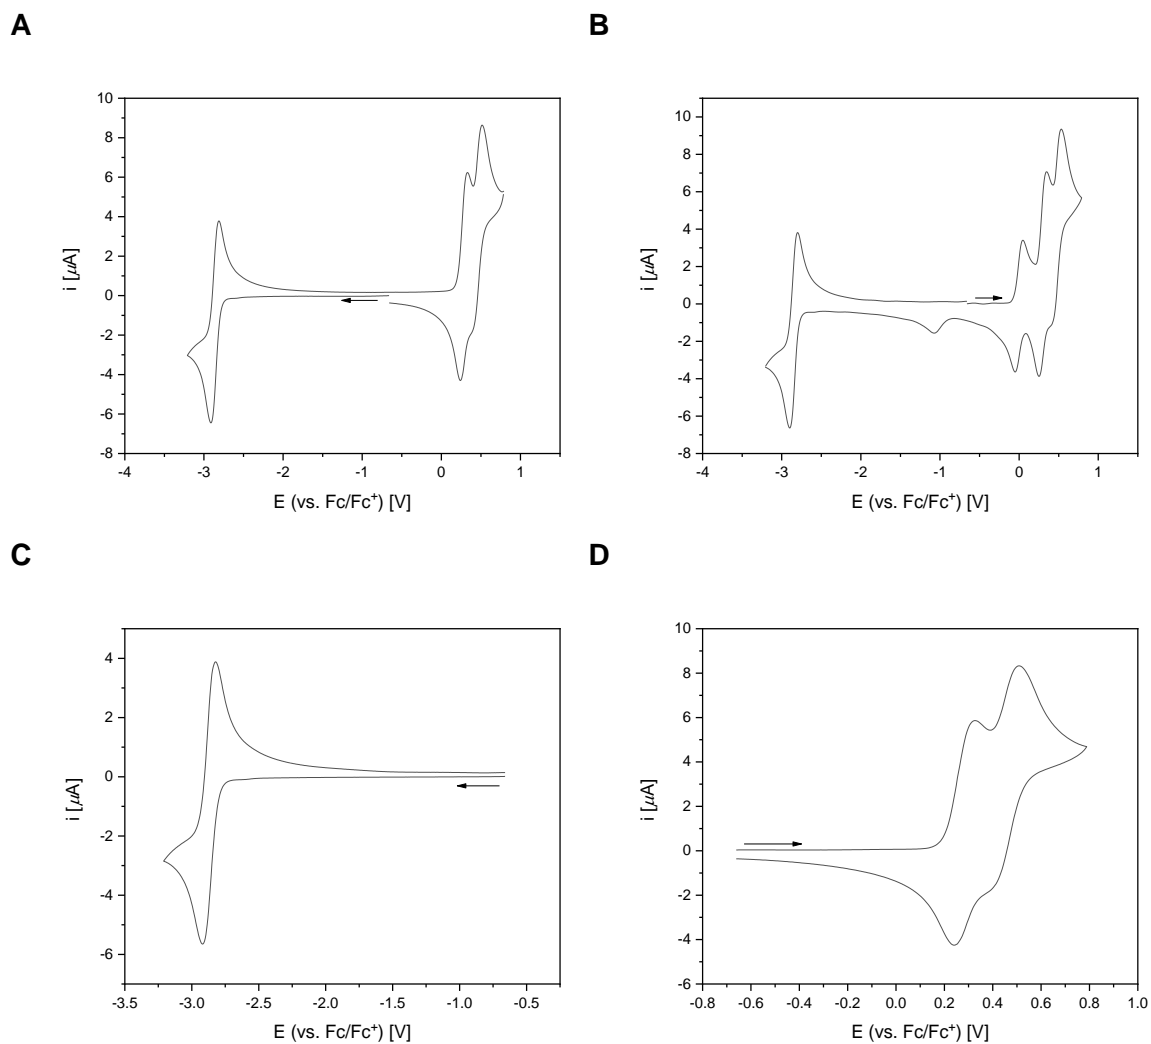 A
10
8
6
4
2
0
-2
-4
-6
-8
-4 -3 -2 -1 0 1
i [µA]
E (vs. Fc/Fc⁺) [V]
B
10
8
6
4
2
0
-2
-4
-6
-8
-4 -3 -2 -1 0 1
i [µA]
E (vs. Fc/Fc⁺) [V]
C
4
2
0
-2
-4
-6
-3.5 -3.0 -2.5 -2.0 -1.5 -1.0 -0.5
i [µA]
E (vs. Fc/Fc⁺) [V]
D
10
8
6
4
2
0
-2
-4
-6
-0.8 -0.6 -0.4 -0.2 0.0 0.2 0.4 0.6 0.8 1.0
i [µA]
E (vs. Fc/Fc⁺) [V]